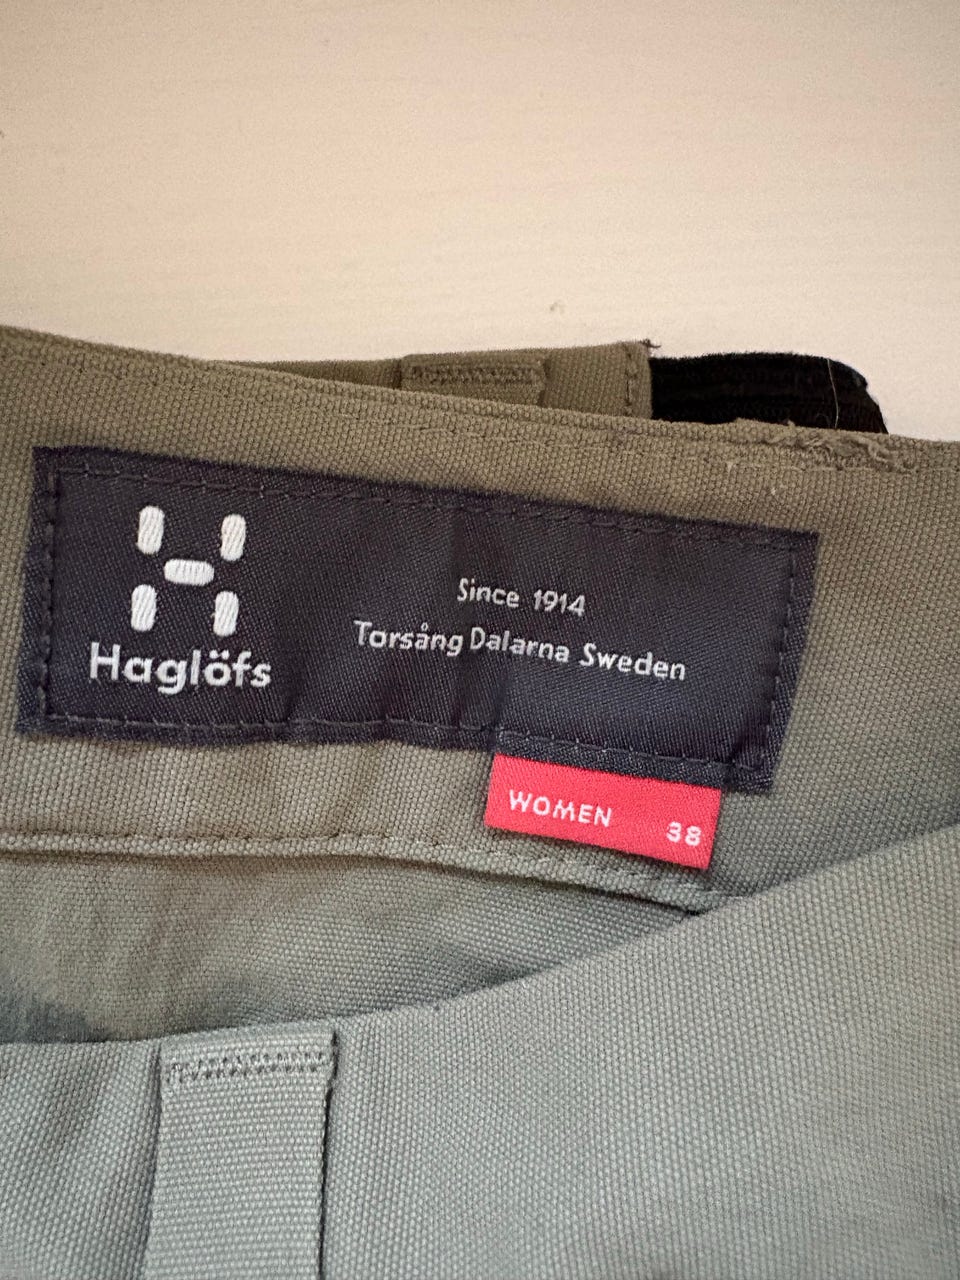 Haglöfs
Since 1914
Torsång Dalarna Sweden
WOMEN 38